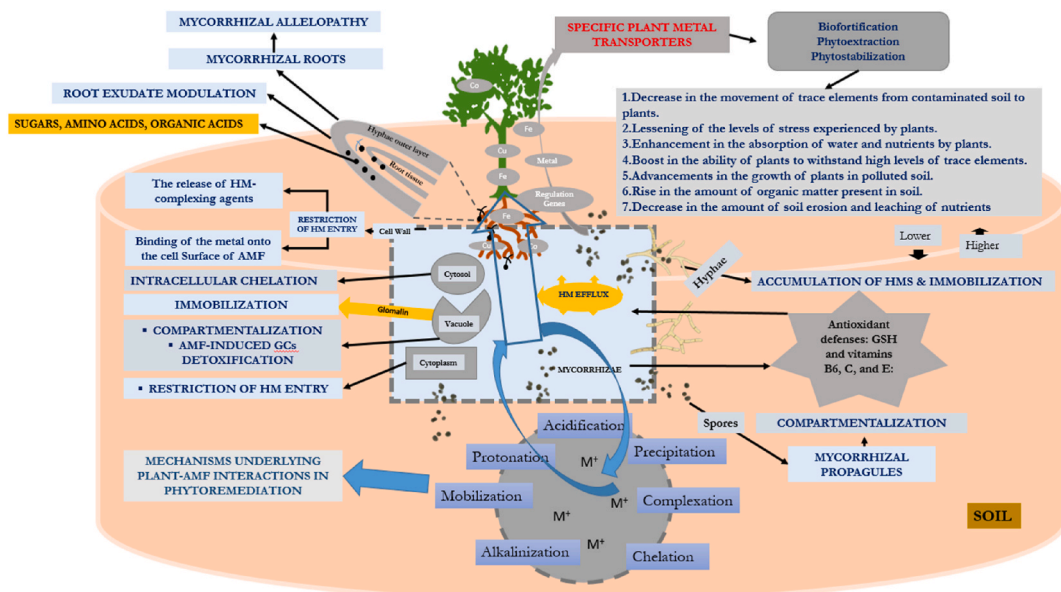 MYCORRHIZAL ALLELOPATHY
MYCORRHIZAL ROOTS
ROOT EXUDATE MODULATION
SUGARS, AMINO ACIDS, ORGANIC ACIDS
Hyphae outer layer
Root tissue
SPECIFIC PLANT METAL
TRANSPORTERS
Biofortification
Phytoextraction
Phytostabilization
1.Decrease in the movement of trace elements from contaminated soil to
plants.
2.Lessening of the levels of stress experienced by plants.
3.Enhancement in the absorption of water and nutrients by plants.
4.Boost in the ability of plants to withstand high levels of trace elements.
5.Advancements in the growth of plants in polluted soil.
6.Rise in the amount of organic matter present in soil.
7.Decrease in the amount of soil erosion and leaching of nutrients
Co
Cu
Fe
Fe
Metal
Regulation
Genes
Fe
Cu
Co
The release of HM-
complexing agents
RESTRICTION
OF HM ENTRY
Cell Wall
Binding of the metal onto
the cell Surface of AMF
INTRACELLULAR CHELATION
Cytosol
IMMOBILIZATION
Glomalin
Vacuole
▪ COMPARTMENTALIZATION
▪ AMF-INDUCED GCs
DETOXIFICATION
Cytoplasm
▪ RESTRICTION OF HM ENTRY
HM EFFLUX
MYCORRHIZAE
Hyphae
Lower
Higher
ACCUMULATION OF HMS & IMMOBILIZATION
Antioxidant
defenses: GSH
and vitamins
B6, C, and E:
Spores
COMPARTMENTALIZATION
MYCORRHIZAL
PROPAGULES
MECHANISMS UNDERLYING
PLANT-AMF INTERACTIONS IN
PHYTOREMEDIATION
Acidification
Protonation
Precipitation
M+
Mobilization
Complexation
M+
M+
Alkalinization
M+
Chelation
SOIL